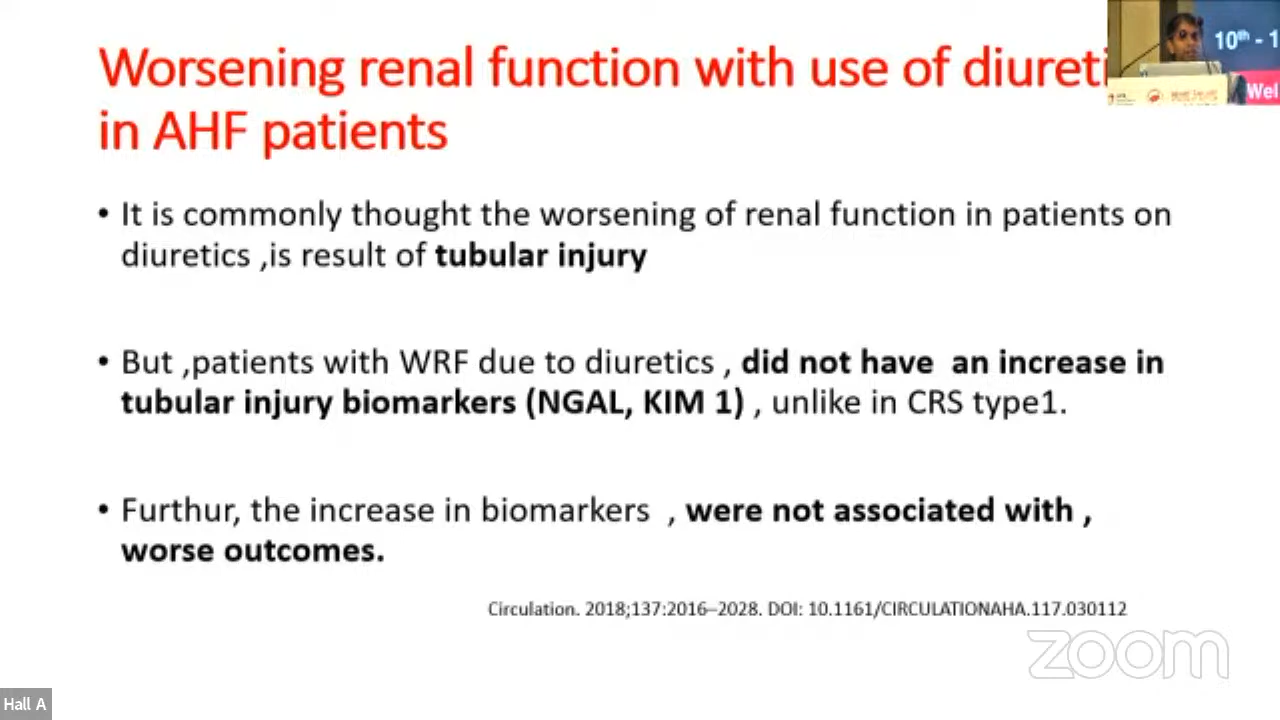 Worsening renal function with use of diureti
in AHF patients
10th - 1
Wel
• It is commonly thought the worsening of renal function in patients on
diuretics ,is result of tubular injury
• But ,patients with WRF due to diuretics , did not have an increase in
tubular injury biomarkers (NGAL, KIM 1) , unlike in CRS type1.
• Furthur, the increase in biomarkers , were not associated with ,
worse outcomes.
Circulation. 2018;137:2016–2028. DOI: 10.1161/CIRCULATIONAHA.117.030112
zoom
Hall A